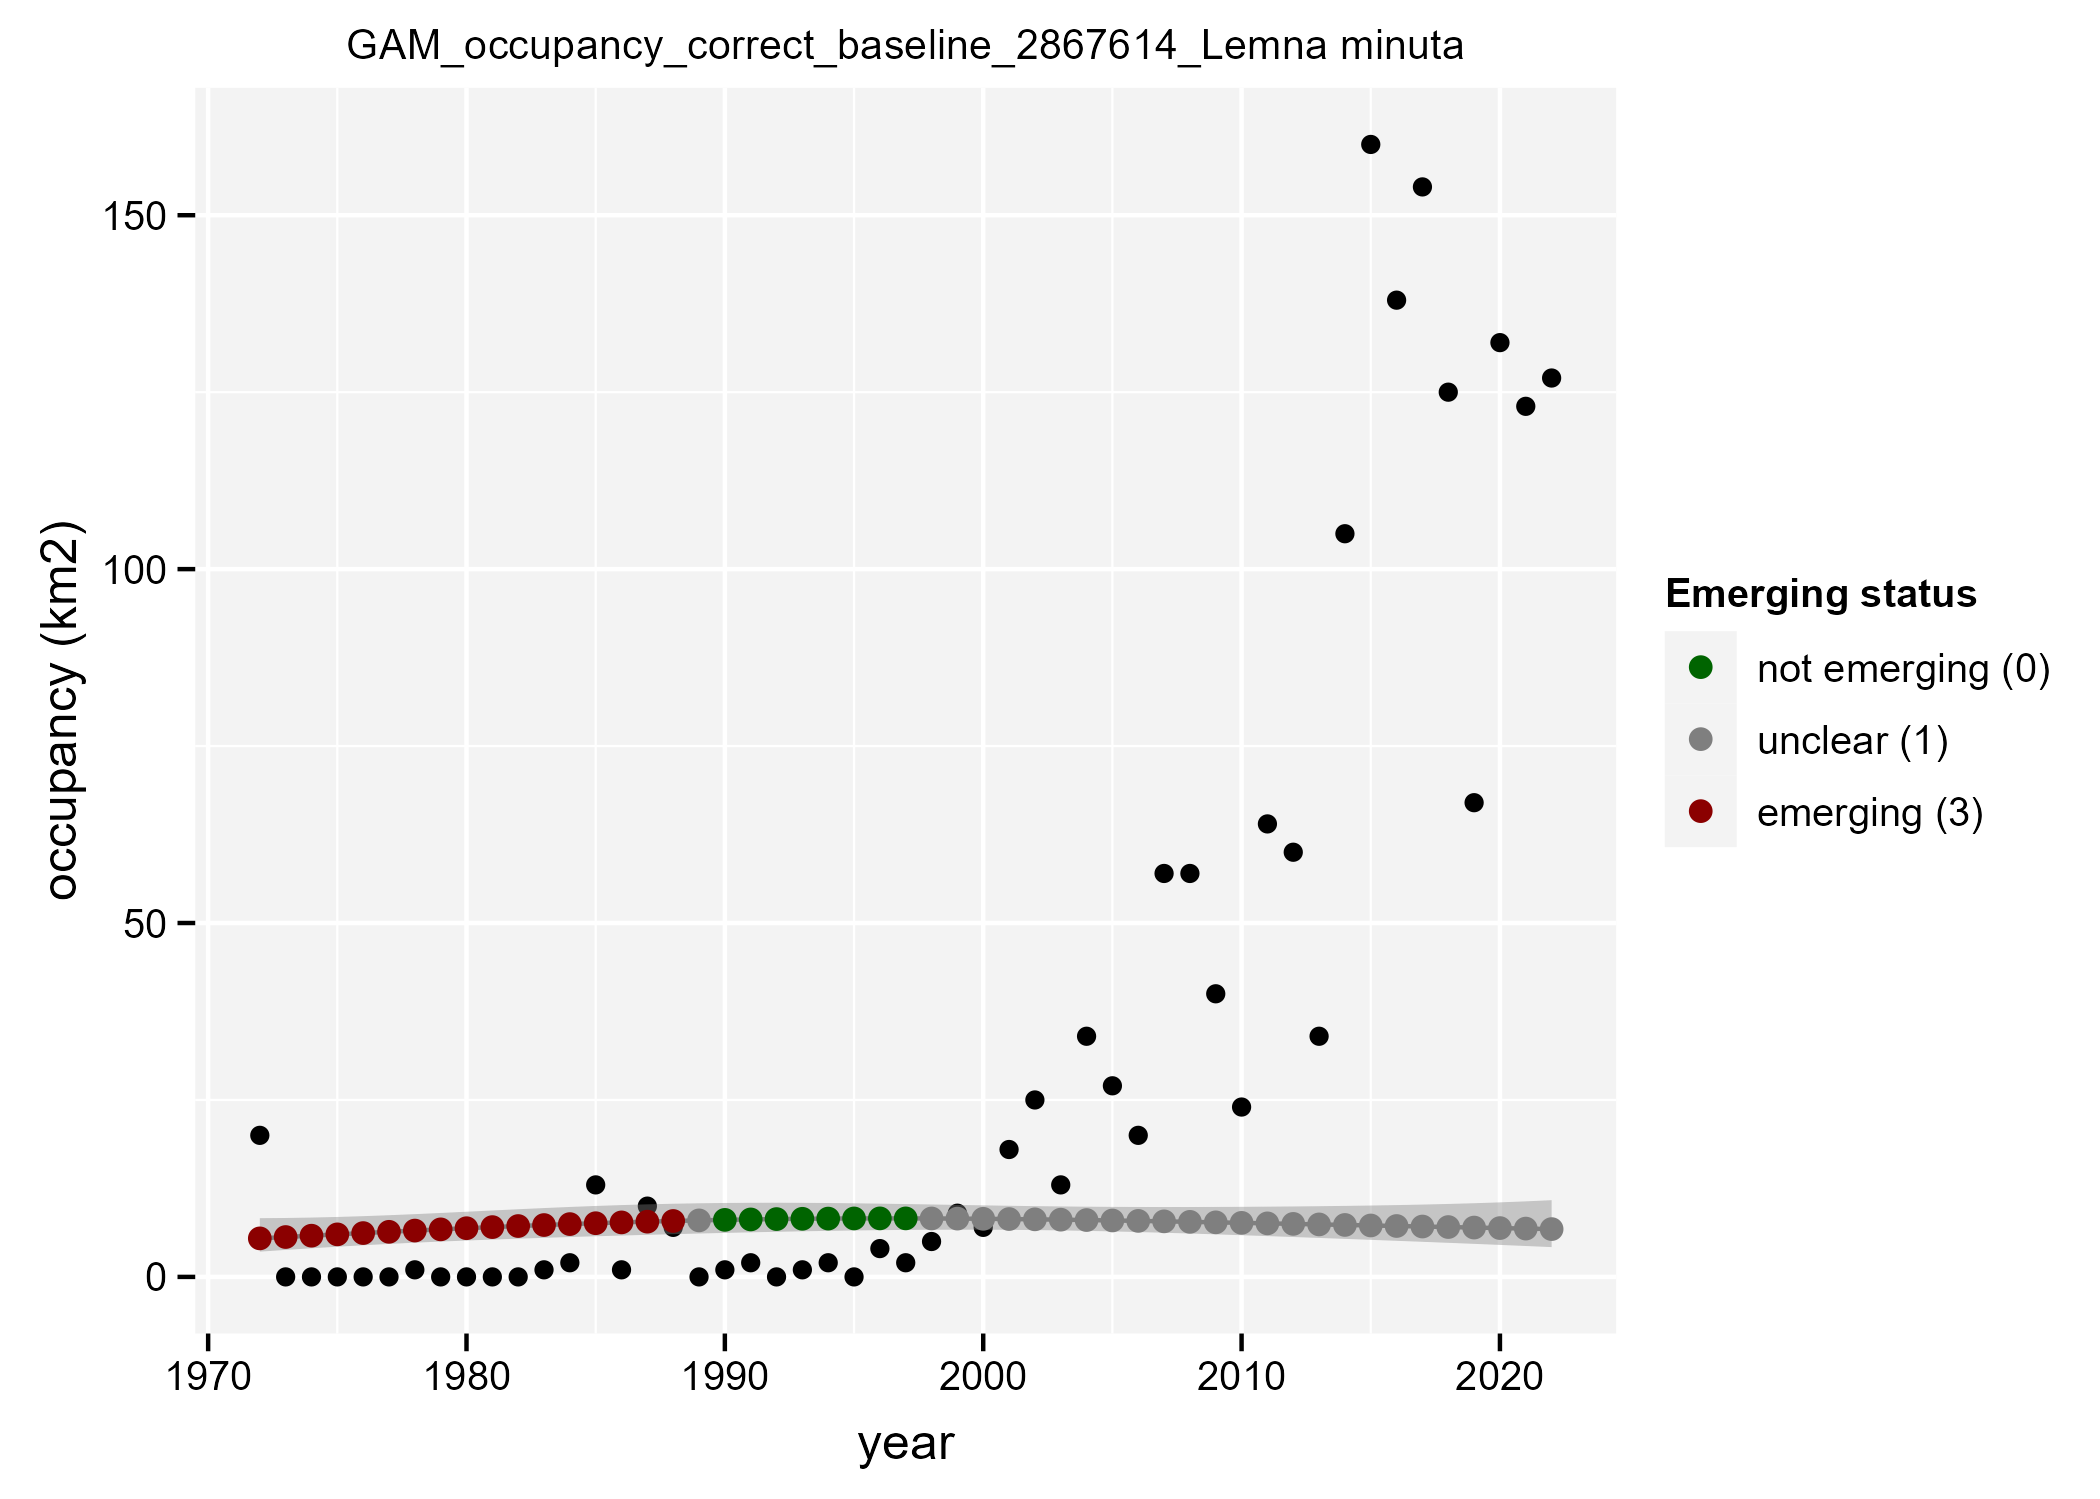 GAM_occupancy_correct_baseline_2867614_Lemna minuta
occupancy (km2)
150
100
50
0
1970 1980 1990 2000 2010 2020
year
Emerging status
not emerging (0)
unclear (1)
emerging (3)